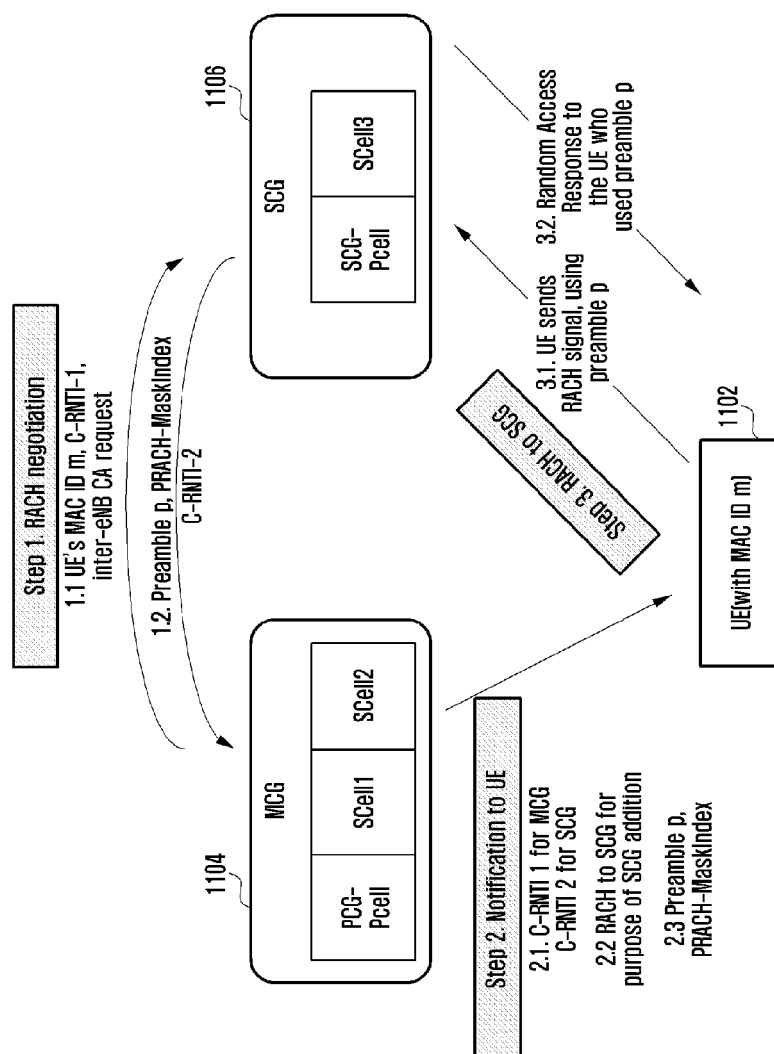 Step 1. RACH negotiation
1.1 UE's MAC ID m, C-RNTI-1,
inter-eNB CA request
1.2. Preamble p, PRACH-MaskIndex
C-RNTI-2
1104
MCG
PCG-
Pcell
SCell1
SCell2
1106
SCG
SCG-
Pcell
SCell3
Step 2. Notification to UE
2.1. C-RNTI 1 for MCG
C-RNTI 2 for SCG
2.2 RACH to SCG for
purpose of SCG addition
2.3 Preamble p,
PRACH-MaskIndex
Step 3. RACH to SCG
3.1. UE sends
RACH signal, using
preamble p
3.2. Random Access
Response to
the UE who
used preamble p
1102
UE(with MAC ID m)